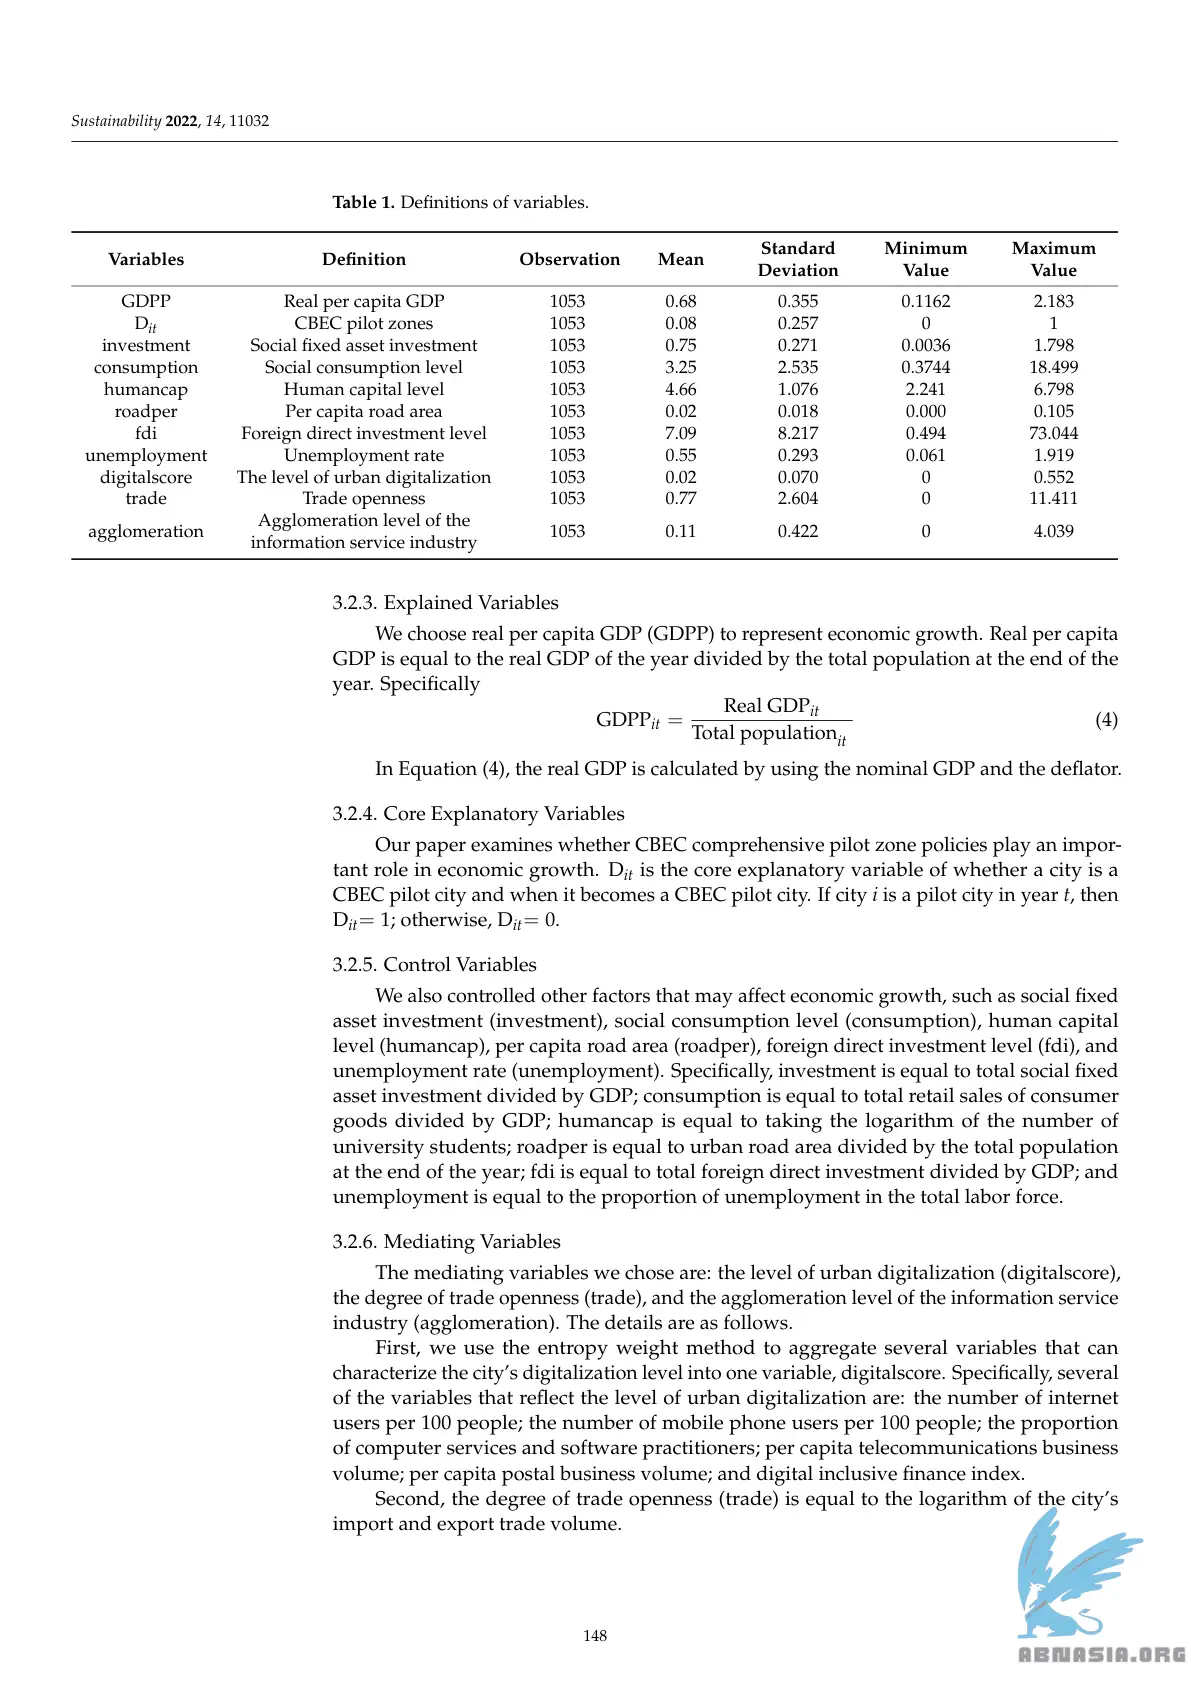 Sustainability 2022, 14, 11032
Table 1. Definitions of variables.
Variables Definition Observation Mean Standard Deviation Minimum Value Maximum Value
GDPP Real per capita GDP 1053 0.68 0.355 0.1162 2.183
Dit CBEC pilot zones 1053 0.08 0.257 0 1
investment Social fixed asset investment 1053 0.75 0.271 0.0036 1.798
consumption Social consumption level 1053 3.25 2.535 0.3744 18.499
humancap Human capital level 1053 4.66 1.076 2.241 6.798
roadper Per capita road area 1053 0.02 0.018 0.000 0.105
fdi Foreign direct investment level 1053 7.09 8.217 0.494 73.044
unemployment Unemployment rate 1053 0.55 0.293 0.061 1.919
digitalscore The level of urban digitalization 1053 0.02 0.070 0 0.552
trade Trade openness 1053 0.77 2.604 0 11.411
agglomeration Agglomeration level of the information service industry 1053 0.11 0.422 0 4.039
3.2.3. Explained Variables
We choose real per capita GDP (GDPP) to represent economic growth. Real per capita
GDP is equal to the real GDP of the year divided by the total population at the end of the
year. Specifically
GDPPit = Real GDPit / Total populationit (4)
In Equation (4), the real GDP is calculated by using the nominal GDP and the deflator.
3.2.4. Core Explanatory Variables
Our paper examines whether CBEC comprehensive pilot zone policies play an impor-
tant role in economic growth. Dit is the core explanatory variable of whether a city is a
CBEC pilot city and when it becomes a CBEC pilot city. If city i is a pilot city in year t, then
Dit= 1; otherwise, Dit= 0.
3.2.5. Control Variables
We also controlled other factors that may affect economic growth, such as social fixed
asset investment (investment), social consumption level (consumption), human capital
level (humancap), per capita road area (roadper), foreign direct investment level (fdi), and
unemployment rate (unemployment). Specifically, investment is equal to total social fixed
asset investment divided by GDP; consumption is equal to total retail sales of consumer
goods divided by GDP; humancap is equal to taking the logarithm of the number of
university students; roadper is equal to urban road area divided by the total population
at the end of the year; fdi is equal to total foreign direct investment divided by GDP; and
unemployment is equal to the proportion of unemployment in the total labor force.
3.2.6. Mediating Variables
The mediating variables we chose are: the level of urban digitalization (digitalscore),
the degree of trade openness (trade), and the agglomeration level of the information service
industry (agglomeration). The details are as follows.
First, we use the entropy weight method to aggregate several variables that can
characterize the city's digitalization level into one variable, digitalscore. Specifically, several
of the variables that reflect the level of urban digitalization are: the number of internet
users per 100 people; the number of mobile phone users per 100 people; the proportion
of computer services and software practitioners; per capita telecommunications business
volume; per capita postal business volume; and digital inclusive finance index.
Second, the degree of trade openness (trade) is equal to the logarithm of the city's
import and export trade volume.
148
ABNASIA.ORG